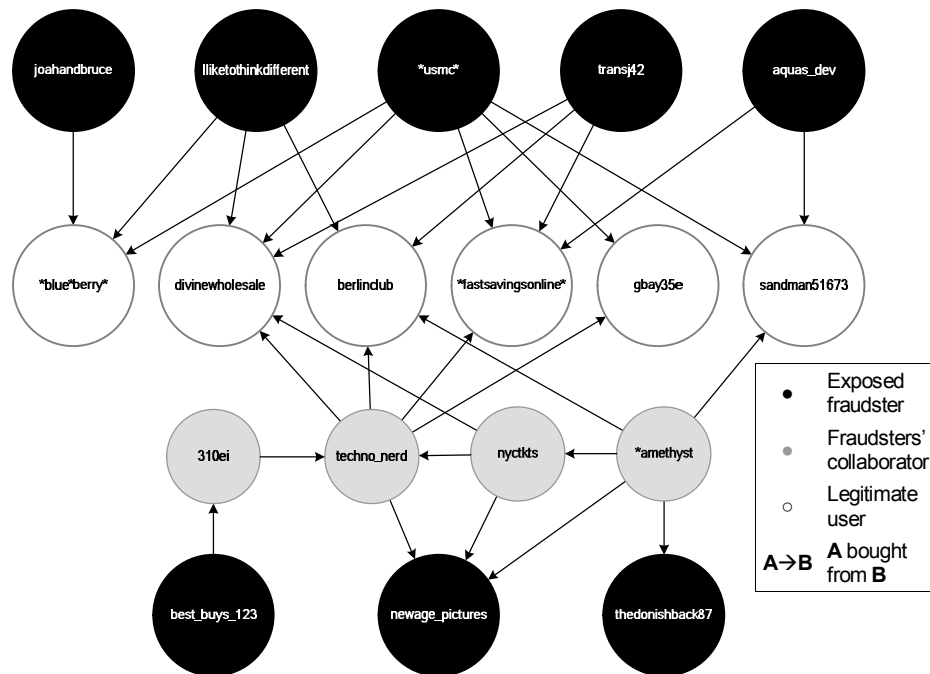 joahandbruce
Iliketothinkdifferent
*usmc*
transj42
aquas_dev
*blue*berry*
divinewholesale
berlinclub
*fastsavingsonline*
gbay35e
sandman51673
Exposed
fraudster
Fraudsters'
collaborator
Legitimate
user
A→B A bought
from B
310ei
techno_nerd
nyctkts
*amethyst
best_buys_123
newage_pictures
thedonishback87